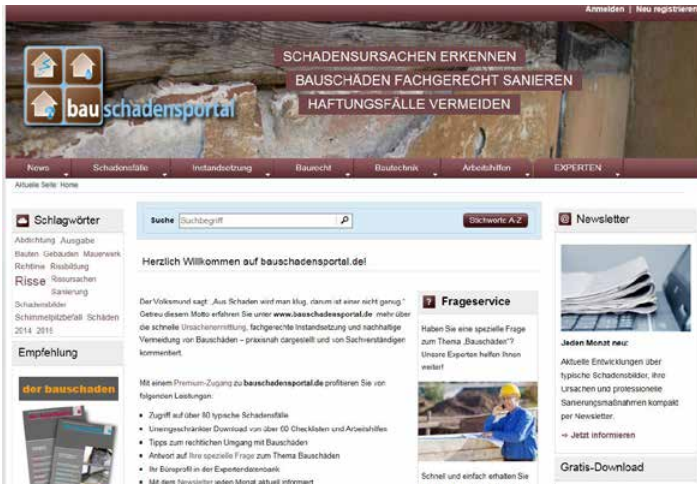 Anmelden | Neu registrieren
SCHADENSURSACHEN ERKENNEN
BAUSCHÄDEN FACHGERECHT SANIEREN
HAFTUNGSFÄLLE VERMEIDEN
bauschadensportal
News Schadensfälle Instandsetzung Baurecht Bautechnik Arbeitshilfen EXPERTEN
Aktuelle Seite: Home
Schlagwörter
Abdichtung Ausgabe
Bauten Gebäuden Mauerwerk
Richtlinie Rissbildung
Risse Rissursachen
Sanierung
Schadensbilder
Schimmelpilzbefall Schäden
2014 2015
Empfehlung
der bauschaden
Suche Suchbegriff Stichworte A-Z
Herzlich Willkommen auf bauschadensportal.de!
Der Volksmund sagt: „Aus Schaden wird man klug, darum ist einer nicht genug.“
Getreu diesem Motto erfahren Sie unter www.bauschadensportal.de mehr über
die schnelle Ursachenermittlung, fachgerechte Instandsetzung und nachhaltige
Vermeidung von Bauschäden – praxisnah dargestellt und von Sachverständigen
kommentiert.
Mit einem Premium-Zugang zu bauschadensportal.de profitieren Sie von
folgenden Leistungen:
• Zugriff auf über 80 typische Schadensfälle
• Uneingeschränkter Download von über 60 Checklisten und Arbeitshilfen
• Tipps zum rechtlichen Umgang mit Bauschäden
• Antwort auf Ihre spezielle Frage zum Thema Bauschäden
• Ihr Büroprofil in der Expertendatenbank
• Mit dem Newsletter jeden Monat aktuell informiert
Frageservice
Haben Sie eine spezielle Frage
zum Thema „Bauschäden“?
Unsere Experten helfen Ihnen
weiter!
Schnell und einfach erhalten Sie
Newsletter
Jeden Monat neu:
Aktuelle Entwicklungen über
typische Schadensbilder, ihre
Ursachen und professionelle
Sanierungsmaßnahmen kompakt
per Newsletter.
⇒ Jetzt informieren
Gratis-Download